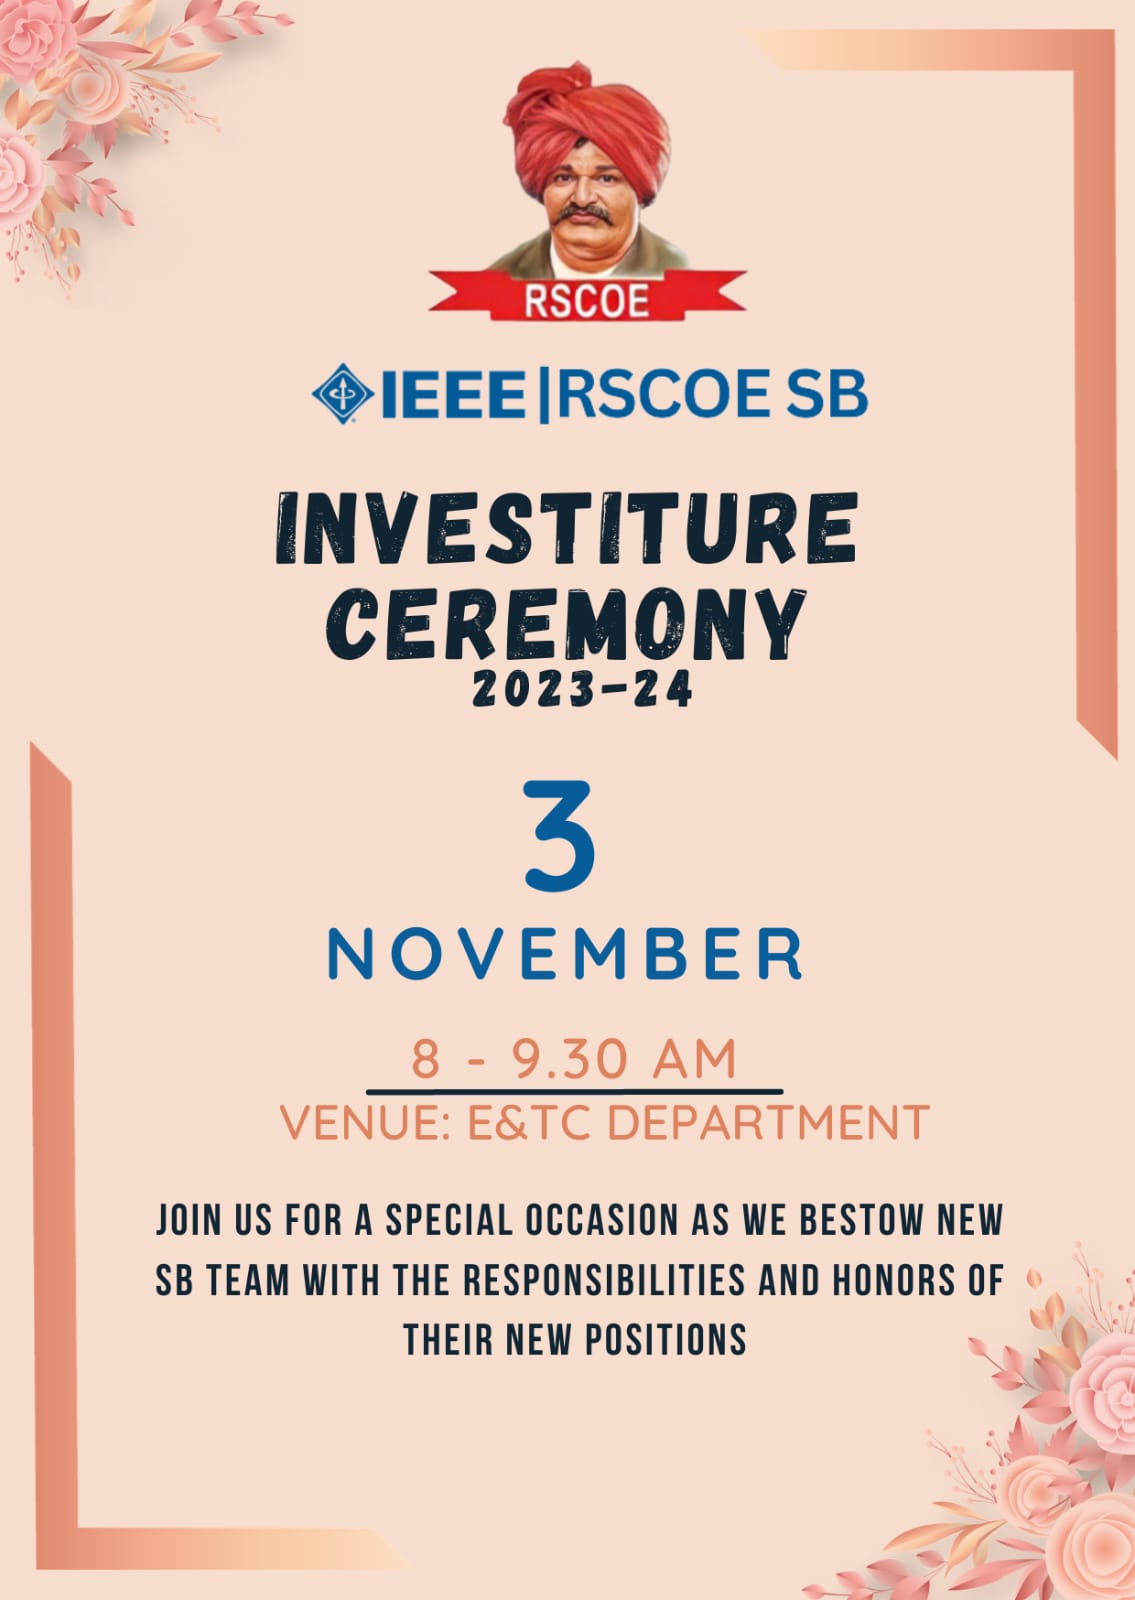 RSCOE
IEEE | RSCOE SB
INVESTITURE
CEREMONY
2023-24
3
NOVEMBER
8 - 9.30 AM
VENUE: E&TC DEPARTMENT
JOIN US FOR A SPECIAL OCCASION AS WE BESTOW NEW
SB TEAM WITH THE RESPONSIBILITIES AND HONORS OF
THEIR NEW POSITIONS